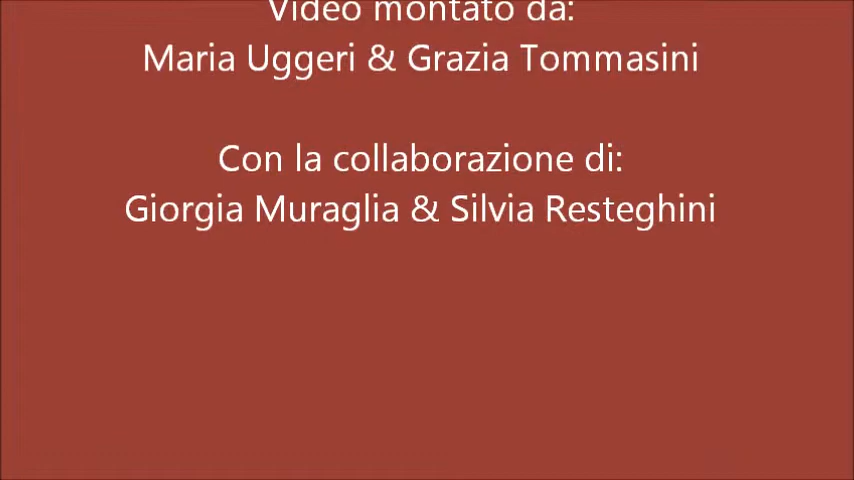 Video montato da:
Maria Uggeri & Grazia Tommasini
Con la collaborazione di:
Giorgia Muraglia & Silvia Resteghini